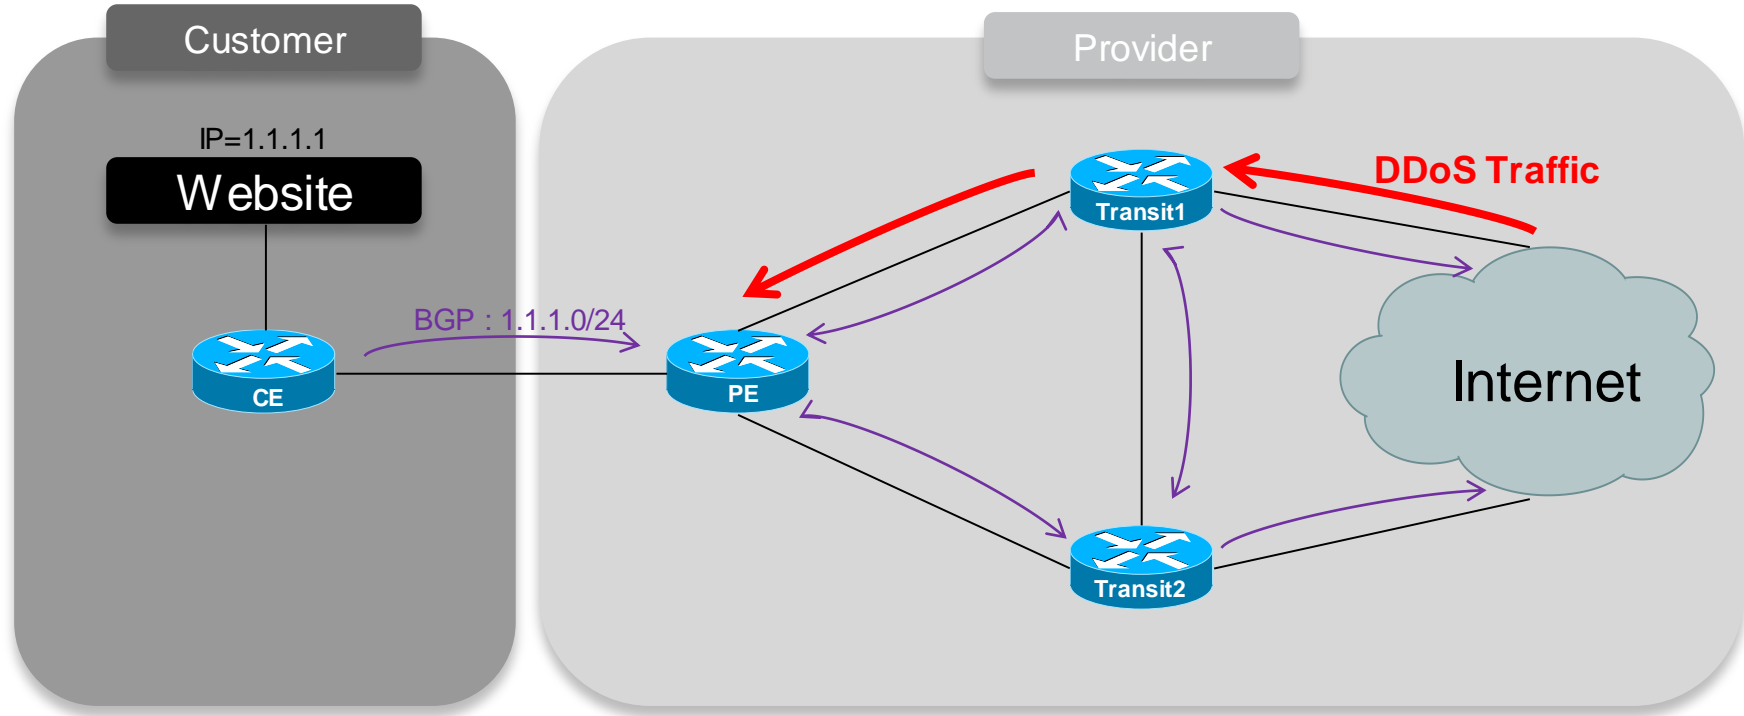 Customer
Provider
IP=1.1.1.1
Website
DDoS Traffic
Transit1
BGP : 1.1.1.0/24
CE
PE
Internet
Transit2